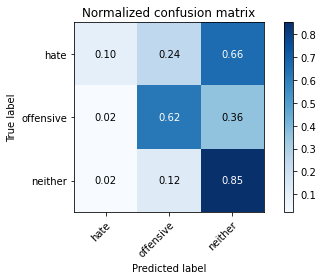 Normalized confusion matrix
True label
hate 0.10 0.24 0.66
offensive 0.02 0.62 0.36
neither 0.02 0.12 0.85
hate offensive neither
Predicted label
0.8
0.7
0.6
0.5
0.4
0.3
0.2
0.1